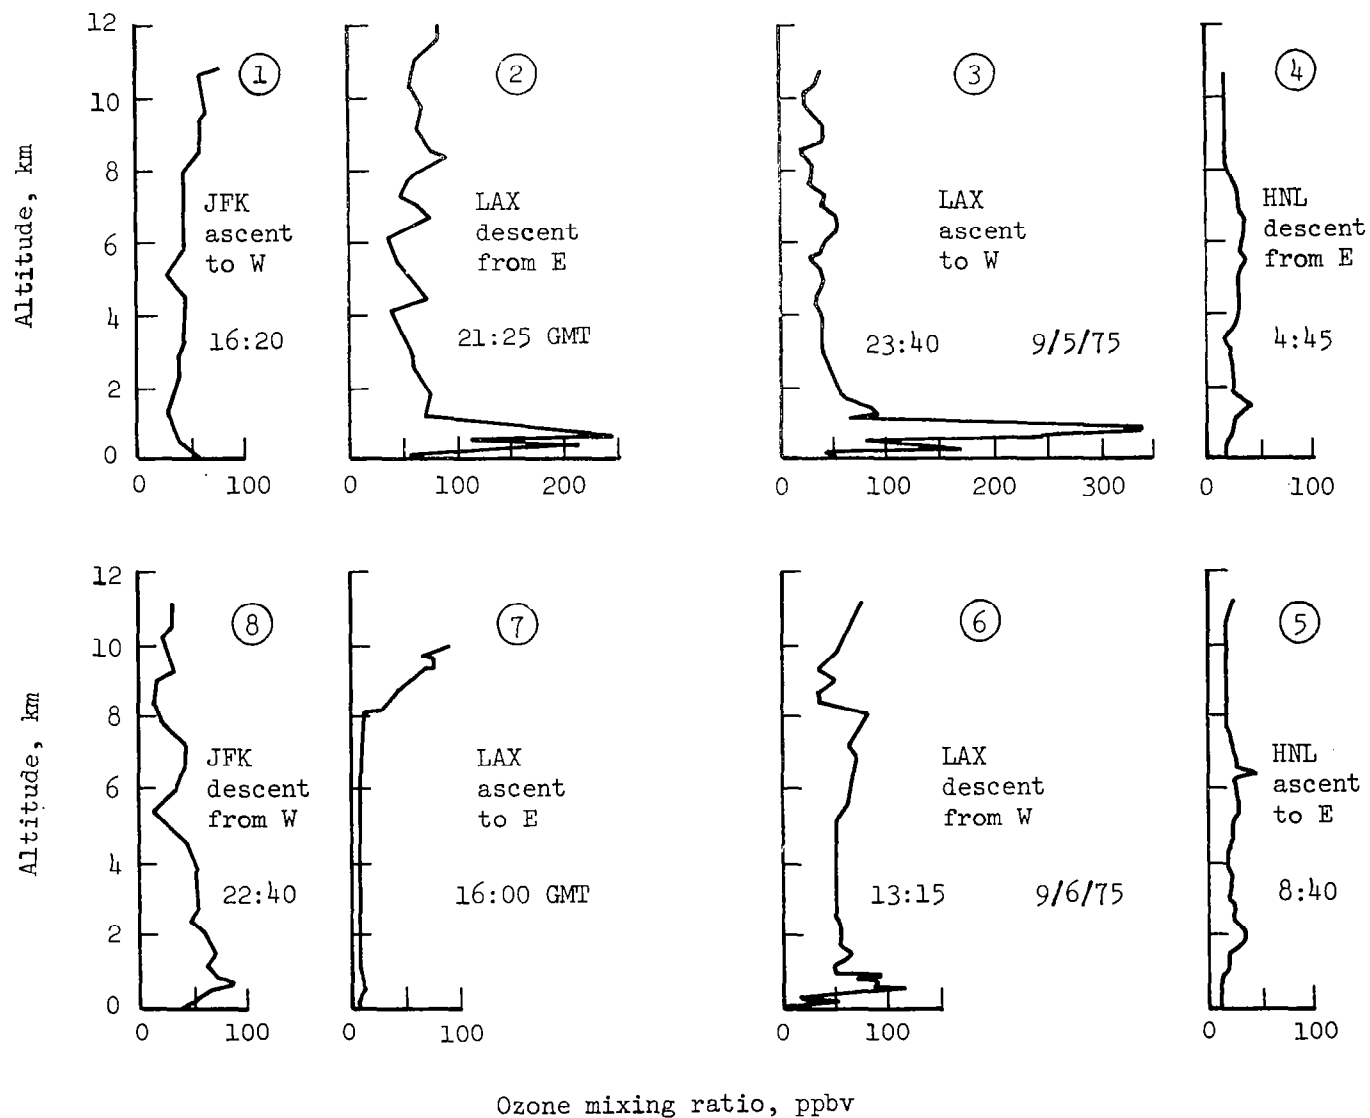 Altitude, km
12
10
8
6
4
2
0
1
JFK
ascent
to W
16:20
0
100
2
LAX
descent
from E
21:25 GMT
0
100
200
3
LAX
ascent
to W
23:40
9/5/75
0
100
200
300
4
HNL
descent
from E
4:45
0
100
Altitude, km
12
10
8
6
4
2
0
8
JFK
descent
from W
22:40
0
100
7
LAX
ascent
to E
16:00 GMT
0
100
6
LAX
descent
from W
13:15
9/6/75
0
100
5
HNL
ascent
to E
8:40
0
100
Ozone mixing ratio, ppbv